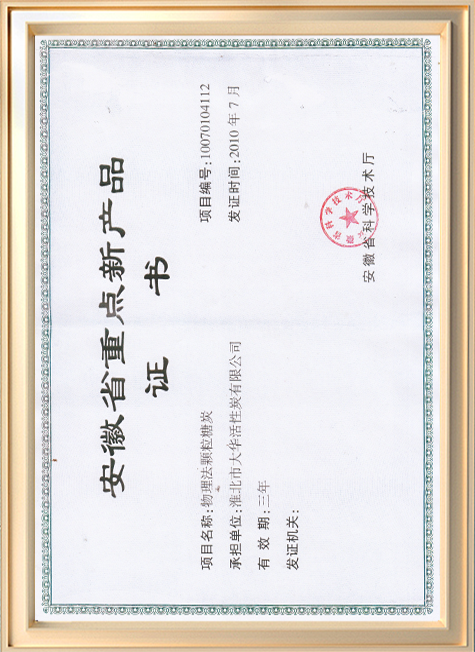 安徽省重点新产品
证书
项目名称:物理法颗粒糖炭
项目编号:10070104112
承担单位:淮北市大华活性炭有限公司
发证时间:2010 年 7 月
有 效 期:三年
发证机关:
安徽省科学技术厅